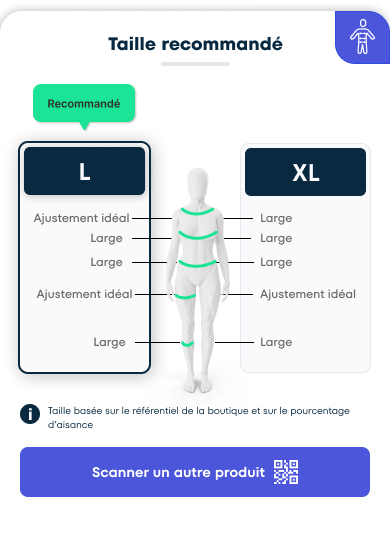 Taille recommandé
Recommandé
L
XL
Ajustement idéal
Large
Large
Large
Large
Large
Ajustement idéal
Ajustement idéal
Large
Large
Taille basée sur le référentiel de la boutique et sur le pourcentage
d'aisance
Scanner un autre produit